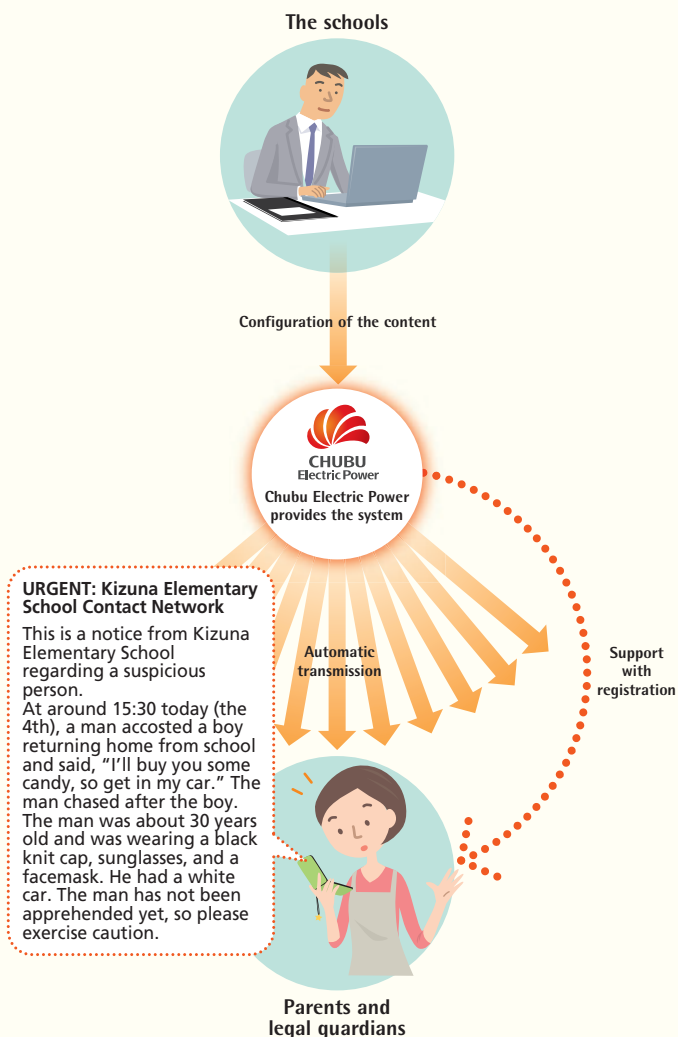 The schools
Configuration of the content
CHUBU
Electric Power
Chubu Electric Power
provides the system
URGENT: Kizuna Elementary
School Contact Network
This is a notice from Kizuna
Elementary School
regarding a suspicious
person.
At around 15:30 today (the
4th), a man accosted a boy
returning home from school
and said, “I’ll buy you some
candy, so get in my car.” The
man chased after the boy.
The man was about 30 years
old and was wearing a black
knit cap, sunglasses, and a
facemask. He had a white
car. The man has not been
apprehended yet, so please
exercise caution.
Automatic
transmission
Support
with
registration
Parents and
legal guardians